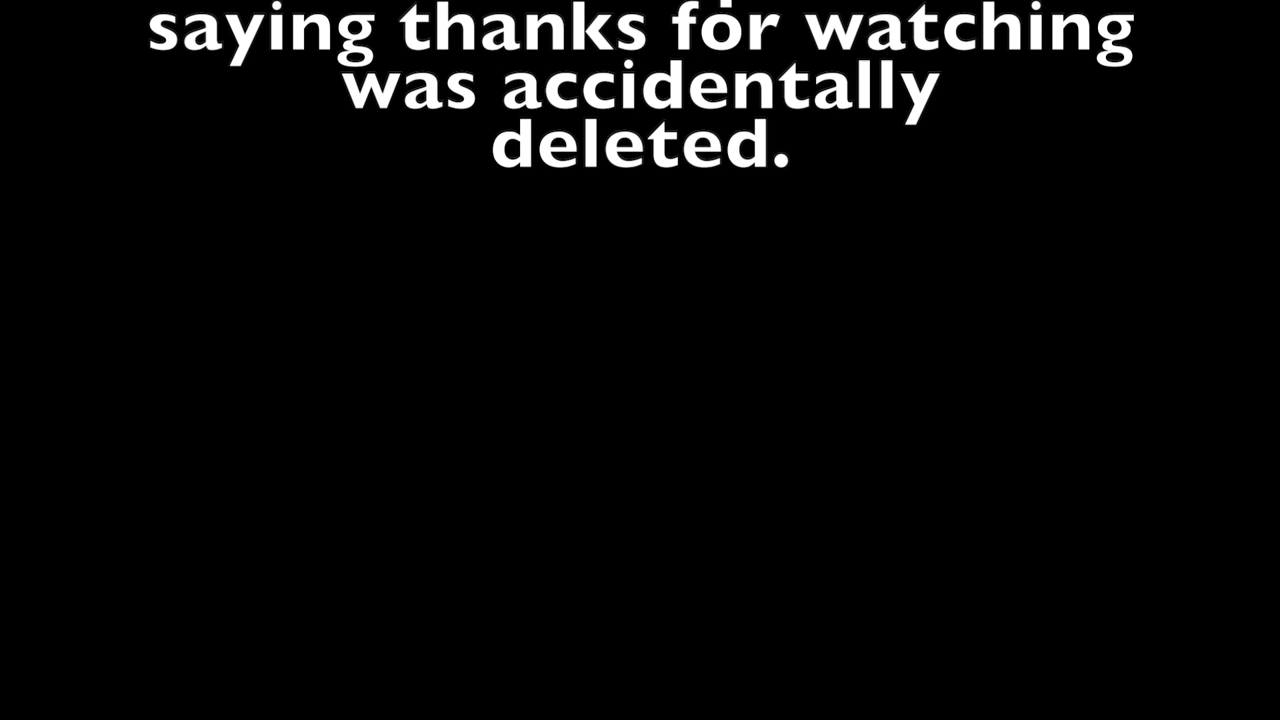 saying thanks for watching
was accidentally
deleted.